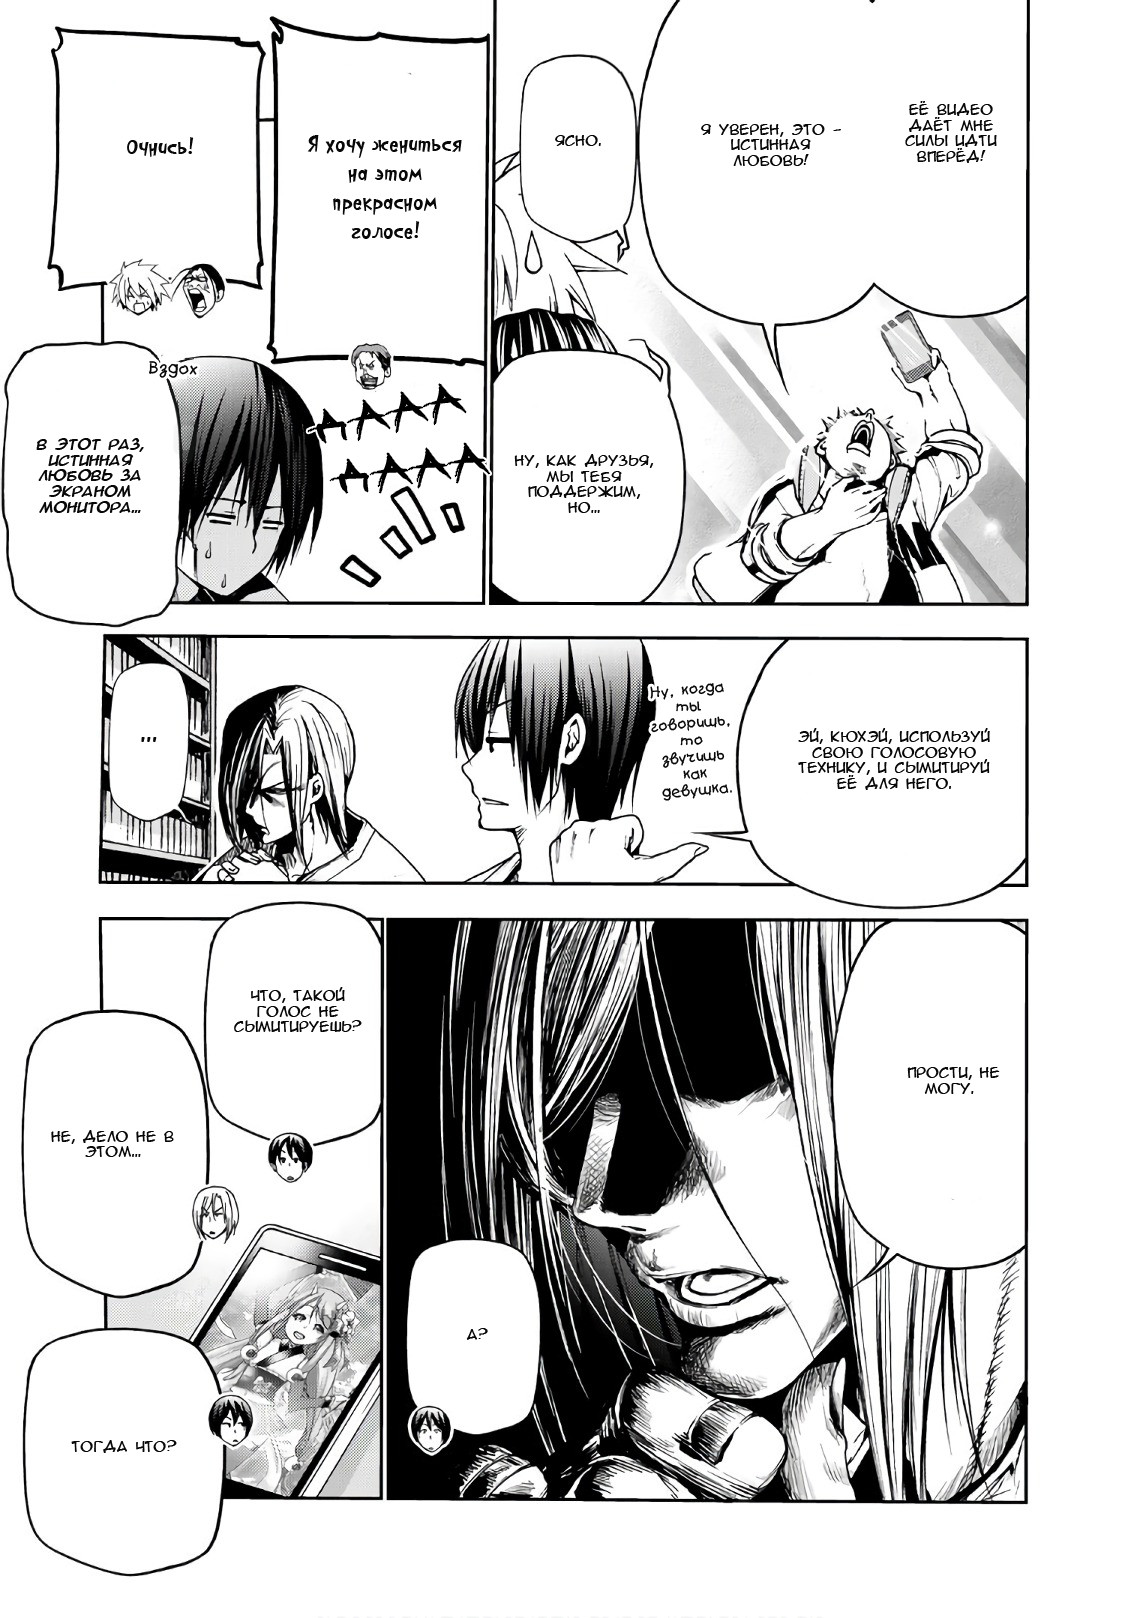 ЕЁ ВИДЕО
ДАЁТ МНЕ
СИЛЫ ИДТИ
ВПЕРЁД!
Я УВЕРЕН, ЭТО -
ИСТИННАЯ
ЛЮБОВЬ!
ЯСНО.
НУ, КАК ДРУЗЬЯ,
МЫ ТЕБЯ
ПОДДЕРЖИМ,
НО...
Я хочу жениться
на этом
прекрасном
голосе!
Очнись!
ДААА
ДААА
Вздох
В ЭТОТ РАЗ,
ИСТИННАЯ
ЛЮБОВЬ ЗА
ЭКРАНОМ
МОНИТОРА...
ЭЙ, КЮХЭЙ, ИСПОЛЬЗУЙ
СВОЮ ГОЛОСОВУЮ
ТЕХНИКУ, И СЫМИТИРУЙ
ЕЁ ДЛЯ НЕГО.
Ну, когда
ты
говоришь,
то
звучишь
как
девушка.
...
ПРОСТИ, НЕ
МОГУ.
А?
ЧТО, ТАКОЙ
ГОЛОС НЕ
СЫМИТИРУЕШЬ?
НЕ, ДЕЛО НЕ В
ЭТОМ...
ТОГДА ЧТО?